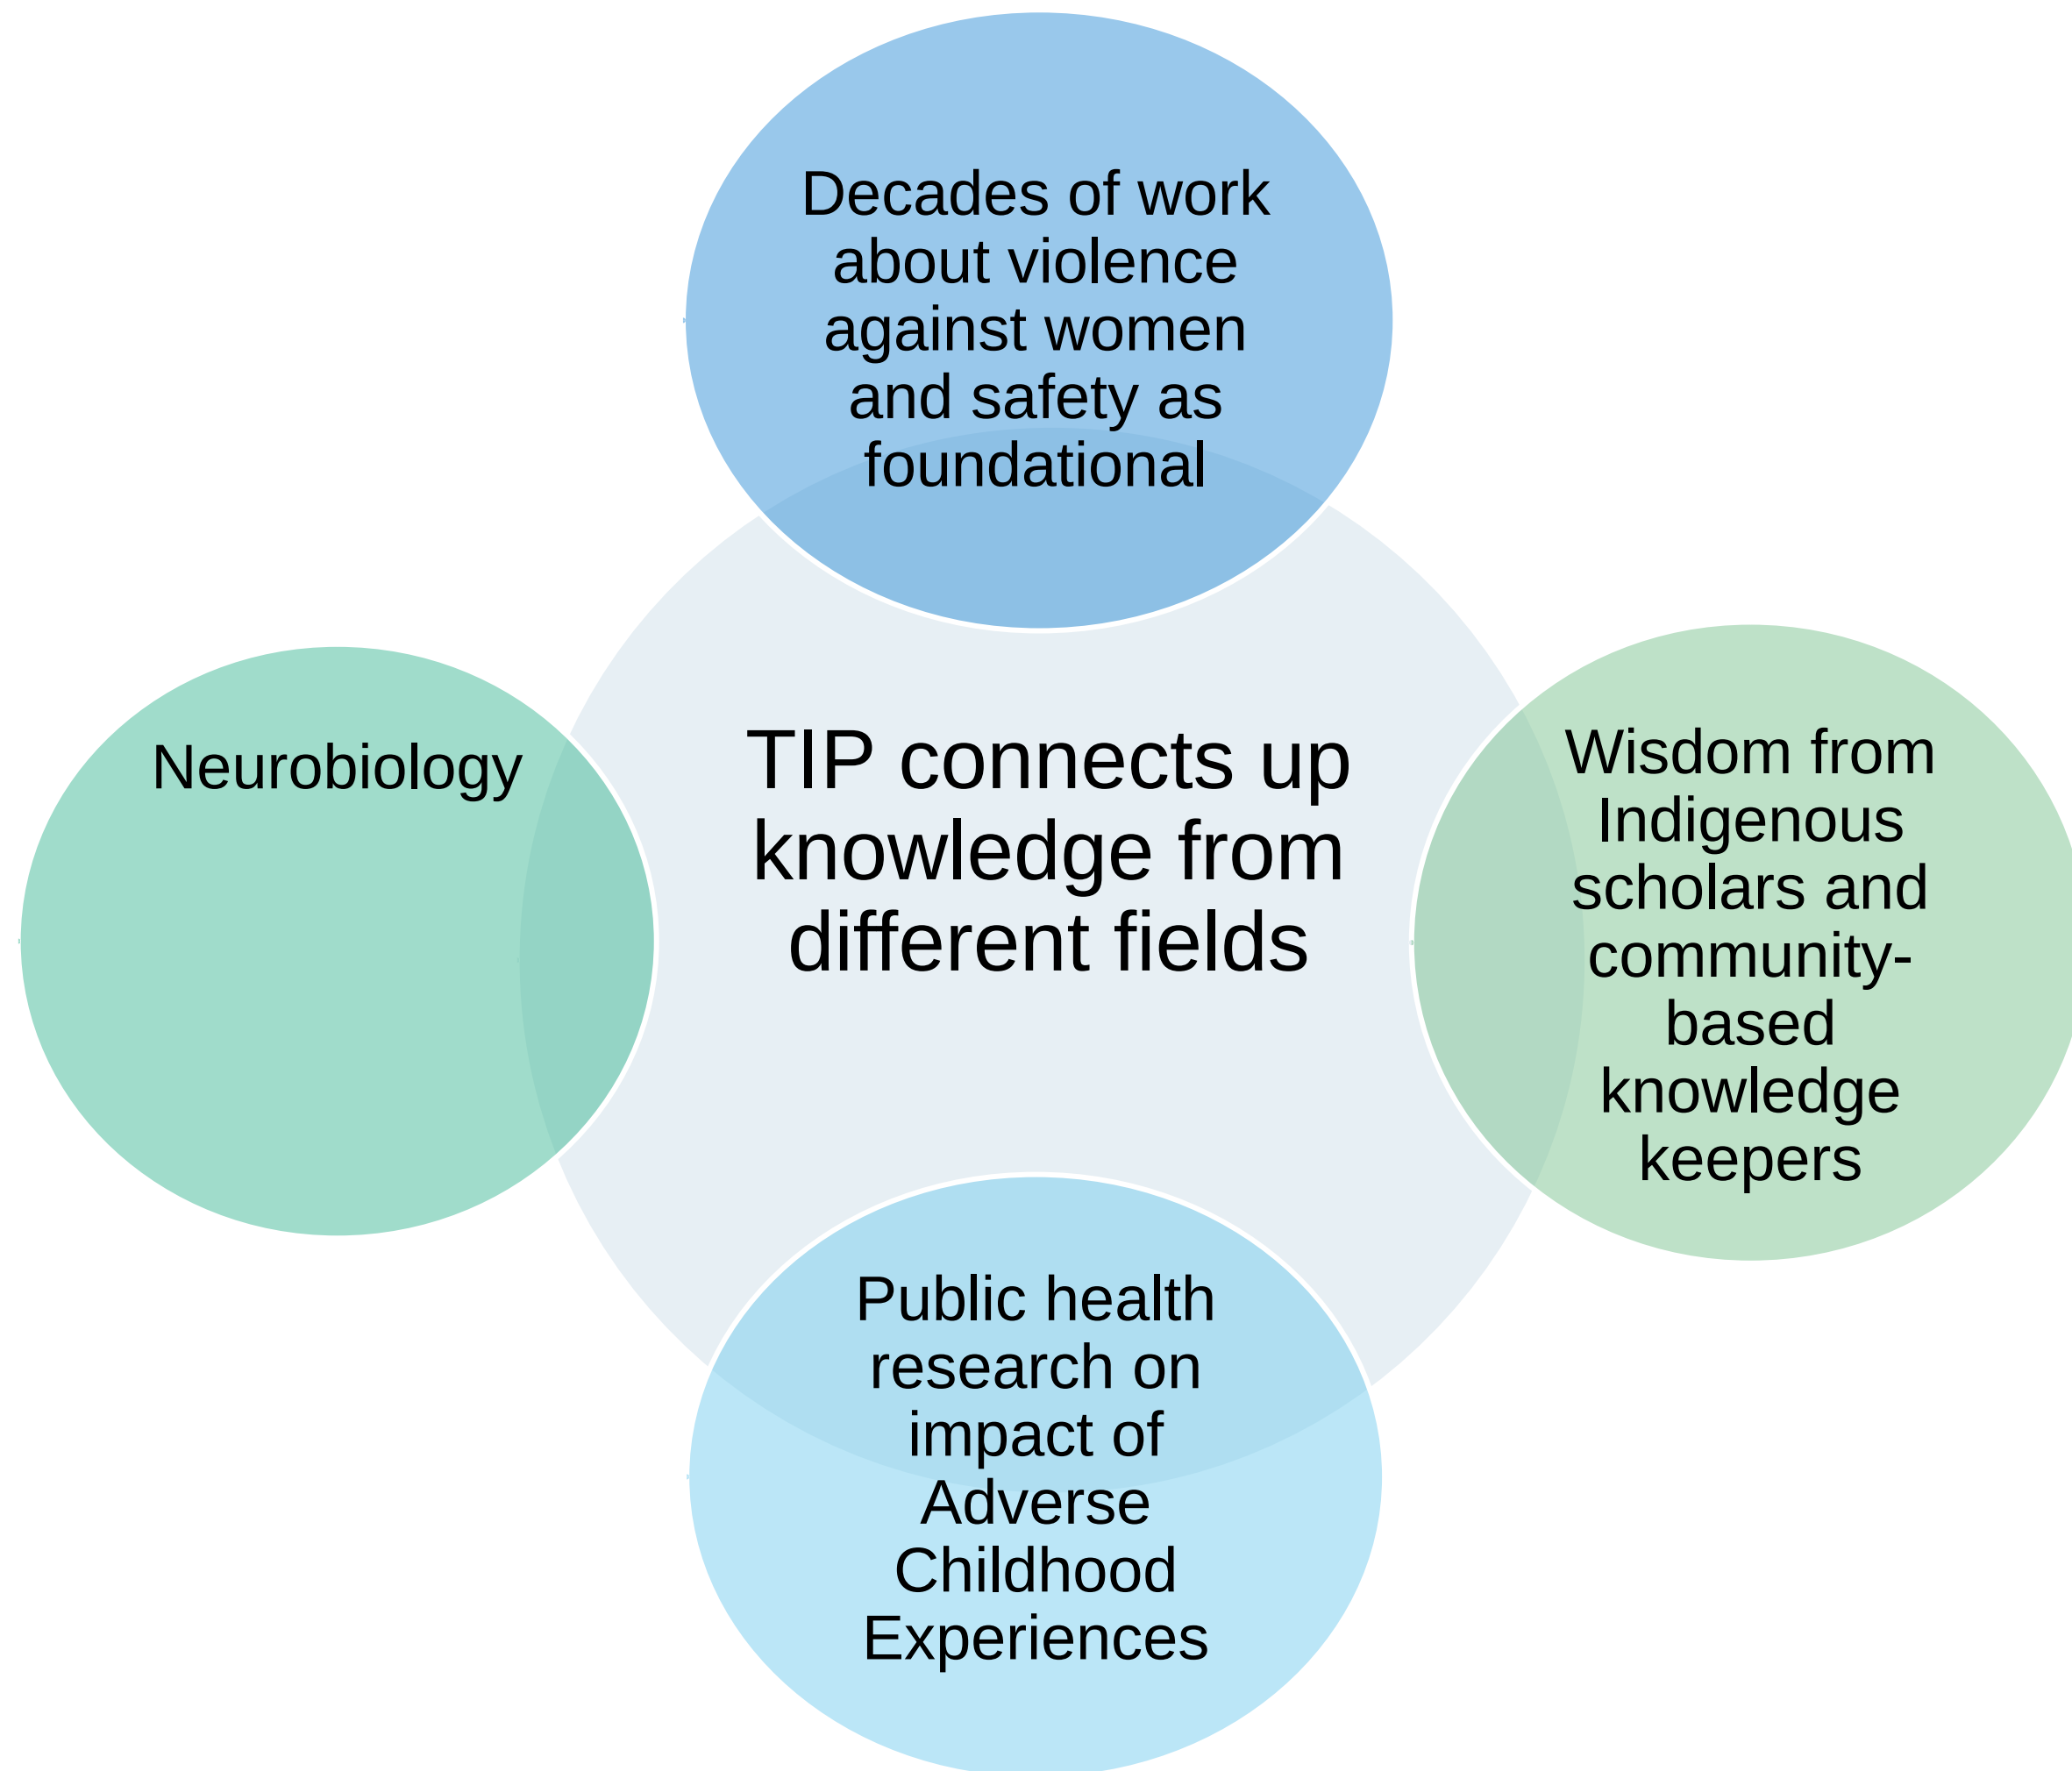 Decades of work
about violence
against women
and safety as
foundational
Neurobiology
TIP connects up
knowledge from
different fields
Wisdom from
Indigenous
scholars and
community-
based
knowledge
keepers
Public health
research on
impact of
Adverse
Childhood
Experiences